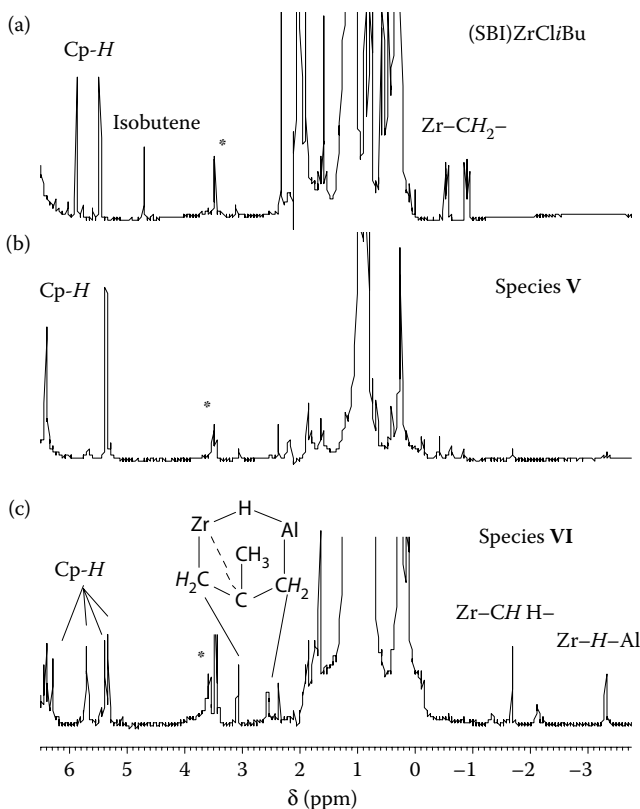 (a)
(SBI)ZrCliBu
Cp-H
Isobutene
*
Zr–CH2–
(b)
Cp-H
Species V
*
(c)
H
Zr
Al
CH3
H2C
C
CH2
Species VI
Cp-H
*
Zr–CH H–
Zr–H–Al
6 5 4 3 2 1 0 −1 −2 −3
δ (ppm)